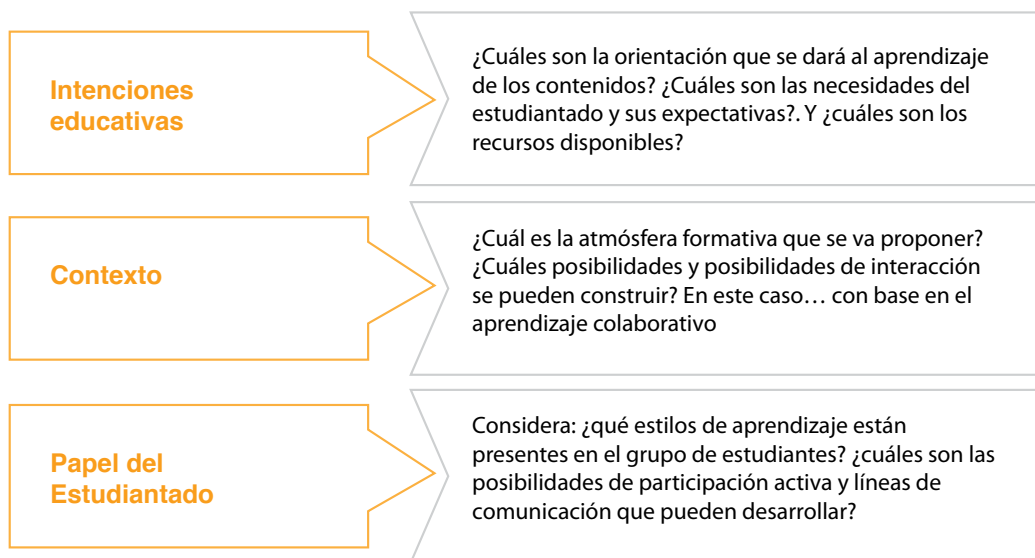 Intenciones
educativas
¿Cuáles son la orientación que se dará al aprendizaje
de los contenidos? ¿Cuáles son las necesidades del
estudiantado y sus expectativas?. Y ¿cuáles son los
recursos disponibles?
Contexto
¿Cuál es la atmósfera formativa que se va proponer?
¿Cuáles posibilidades y posibilidades de interacción
se pueden construir? En este caso… con base en el
aprendizaje colaborativo
Papel del
Estudiantado
Considera: ¿qué estilos de aprendizaje están
presentes en el grupo de estudiantes? ¿cuáles son las
posibilidades de participación activa y líneas de
comunicación que pueden desarrollar?